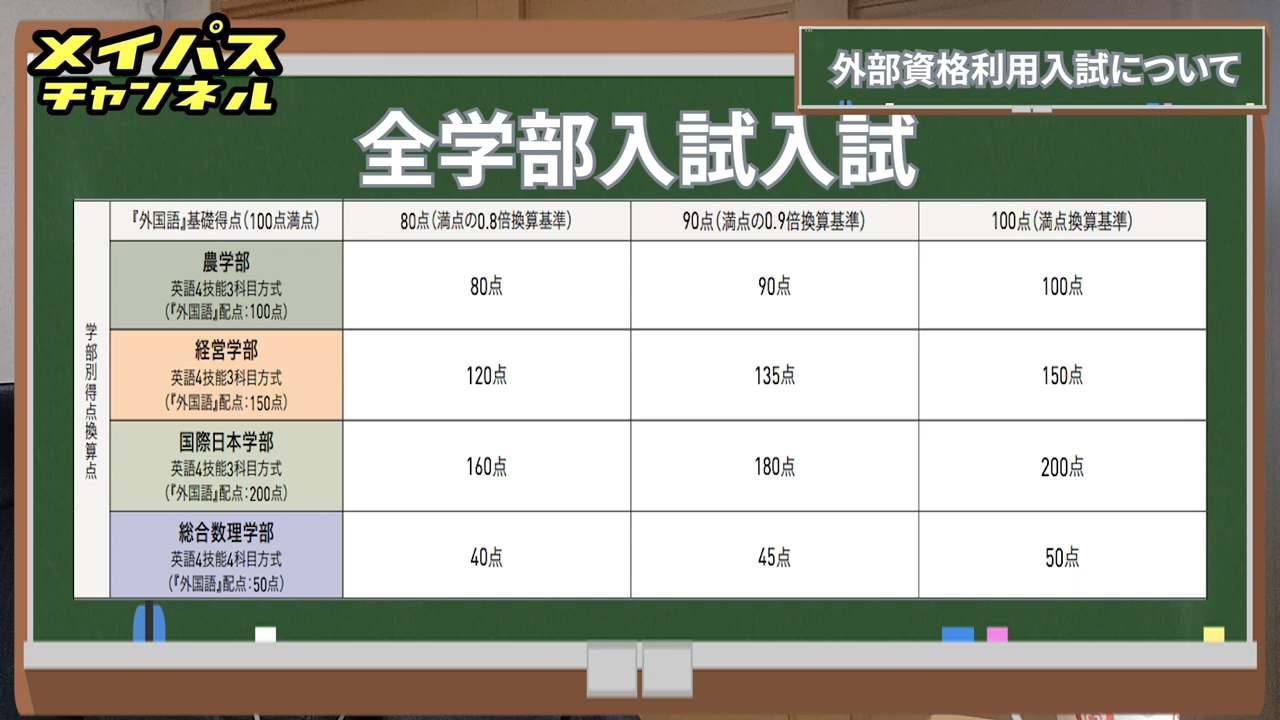 メイパス
チャンネル
外部資格利用入試について
全学部入試入試
『外国語』基礎得点(100点満点) 80点(満点の0.8倍換算基準) 90点(満点の0.9倍換算基準) 100点(満点換算基準)
学部別得点換算点
農学部
英語4技能3科目方式
(『外国語』配点:100点)
80点 90点 100点
経営学部
英語4技能3科目方式
(『外国語』配点:150点)
120点 135点 150点
国際日本学部
英語4技能3科目方式
(『外国語』配点:200点)
160点 180点 200点
総合数理学部
英語4技能4科目方式
(『外国語』配点:50点)
40点 45点 50点